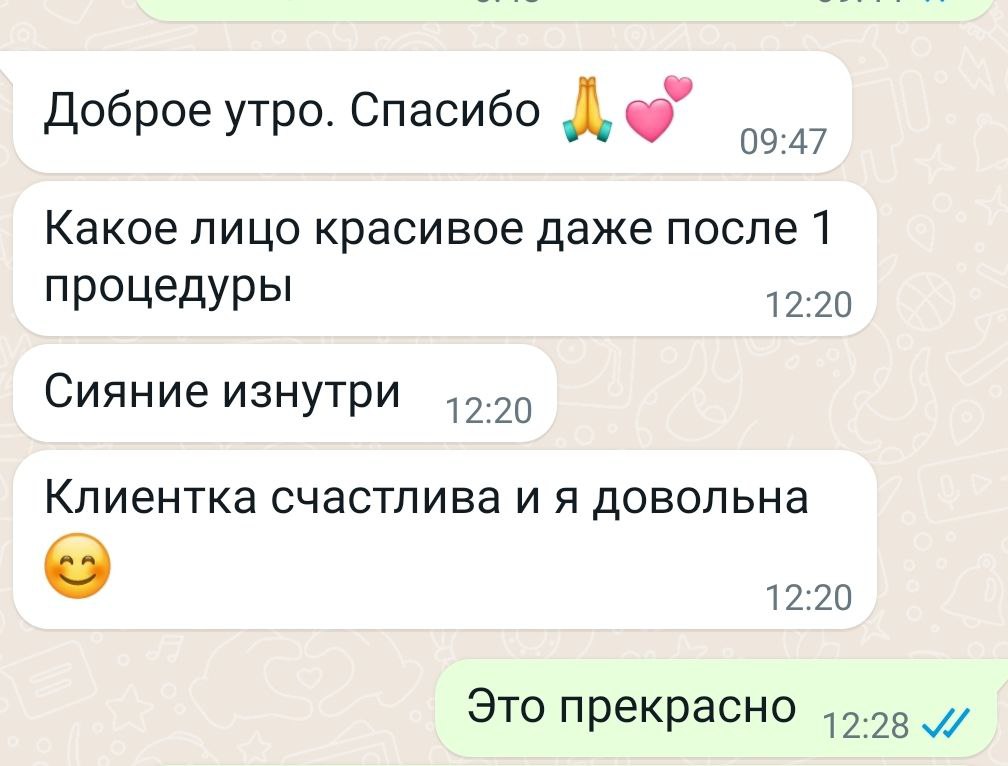 Доброе утро. Спасибо 🙏💕
09:47
Какое лицо красивое даже после 1
процедуры
12:20
Сияние изнутри 12:20
Клиентка счастлива и я довольна
😊
12:20
Это прекрасно 12:28